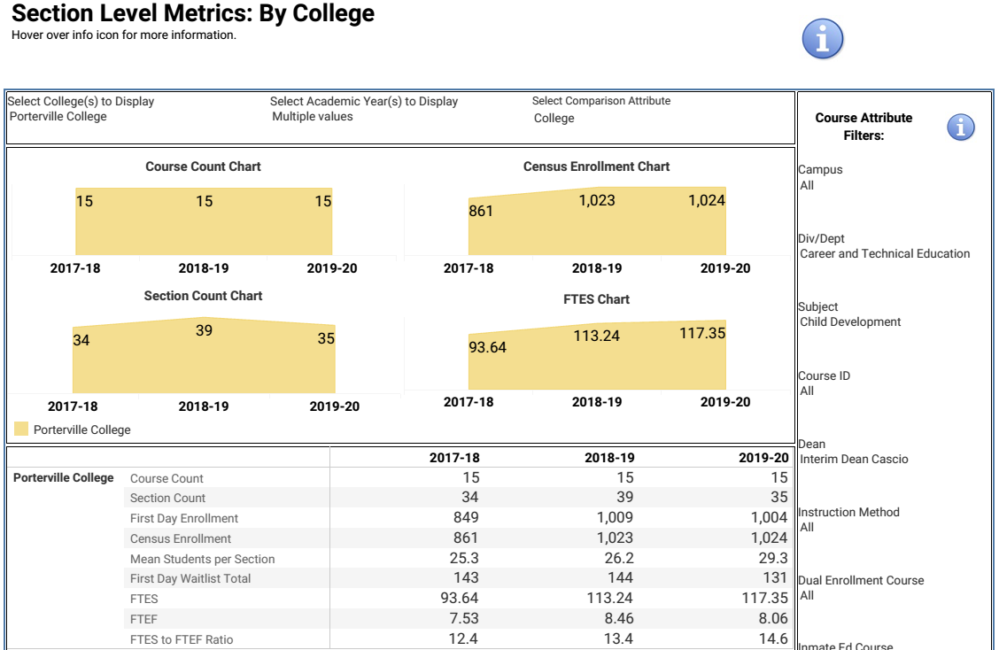 Section Level Metrics: By College
Hover over info icon for more information.
i
Select College(s) to Display
Porterville College
Select Academic Year(s) to Display
Multiple values
Select Comparison Attribute
College
Course Count Chart
15 15 15
2017-18 2018-19 2019-20
Census Enrollment Chart
861 1,023 1,024
2017-18 2018-19 2019-20
Section Count Chart
34 39 35
2017-18 2018-19 2019-20
FTES Chart
93.64 113.24 117.35
2017-18 2018-19 2019-20
Porterville College
2017-18 2018-19 2019-20
Porterville College Course Count 15 15 15
Section Count 34 39 35
First Day Enrollment 849 1,009 1,004
Census Enrollment 861 1,023 1,024
Mean Students per Section 25.3 26.2 29.3
First Day Waitlist Total 143 144 131
FTES 93.64 113.24 117.35
FTEF 7.53 8.46 8.06
FTES to FTEF Ratio 12.4 13.4 14.6
Course Attribute
Filters:
i
Campus
All
Div/Dept
Career and Technical Education
Subject
Child Development
Course ID
All
Dean
Interim Dean Cascio
Instruction Method
All
Dual Enrollment Course
All
Inmate Ed Course